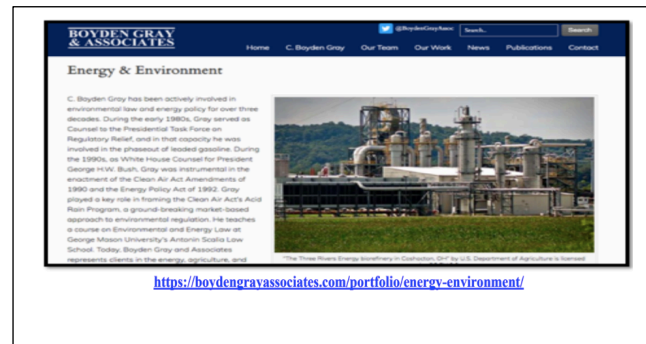 BOYDEN GRAY
& ASSOCIATES
@BoydenGrayAssoc
Search...
Search
Home C. Boyden Gray Our Team Our Work News Publications Contact
Energy & Environment
C. Boyden Gray has been actively involved in
environmental law and energy policy for over three
decades. During the early 1980s, Gray served as
Counsel to the Presidential Task Force on
Regulatory Relief, and in that capacity he was
involved in the phaseout of leaded gasoline. During
the 1990s, as White House Counsel for President
George H.W. Bush, Gray was instrumental in the
enactment of the Clean Air Act Amendments of
1990 and the Energy Policy Act of 1992. Gray
played a key role in framing the Clean Air Act's Acid
Rain Program, a ground-breaking market-based
approach to environmental regulation. He teaches
a course on Environmental and Energy Law at
George Mason University's Antonin Scalia Law
School. Today, Boyden Gray and Associates
represents clients in the energy, agriculture, and
"The Three Rivers Energy biorefinery in Coshocton, OH" by U.S. Department of Agriculture is licensed
https://boydengrayassociates.com/portfolio/energy-environment/